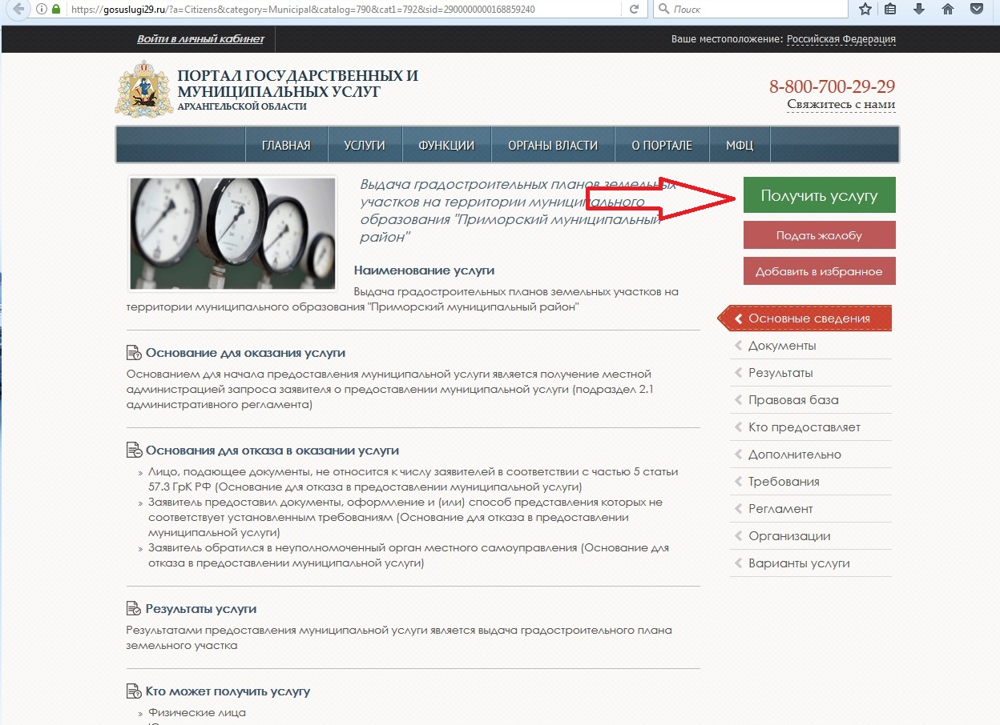 https://gosuslugi29.ru/?a=Citizens&category=Municipal&catalog=790&cat1=792&sid=2900000000168859240
Поиск
Войти в личный кабинет
Ваше местоположение: Российская Федерация
ПОРТАЛ ГОСУДАРСТВЕННЫХ И
МУНИЦИПАЛЬНЫХ УСЛУГ
АРХАНГЕЛЬСКОЙ ОБЛАСТИ
8-800-700-29-29
Свяжитесь с нами
ГЛАВНАЯ УСЛУГИ ФУНКЦИИ ОРГАНЫ ВЛАСТИ О ПОРТАЛЕ МФЦ
Выдача градостроительных планов земельных
участков на территории муниципального
образования "Приморский муниципальный
район"
Наименование услуги
Выдача градостроительных планов земельных участков на
территории муниципального образования "Приморский муниципальный район"
Основание для оказания услуги
Основанием для начала предоставления муниципальной услуги является получение местной
администрацией запроса заявителя о предоставлении муниципальной услуги (подраздел 2.1
административного регламента)
Основания для отказа в оказании услуги
» Лицо, подающее документы, не относится к числу заявителей в соответствии с частью 5 статьи
57.3 ГрК РФ (Основание для отказа в предоставлении муниципальной услуги)
» Заявитель предоставил документы, оформление и (или) способ представления которых не
соответствует установленным требованиям (Основание для отказа в предоставлении
муниципальной услуги)
» Заявитель обратился в неуполномоченный орган местного самоуправления (Основание для
отказа в предоставлении муниципальной услуги)
Результаты услуги
Результатами предоставления муниципальной услуги является выдача градостроительного плана
земельного участка
Кто может получить услугу
» Физические лица
Получить услугу
Подать жалобу
Добавить в избранное
Основные сведения
Документы
Результаты
Правовая база
Кто предоставляет
Дополнительно
Требования
Регламент
Организации
Варианты услуги